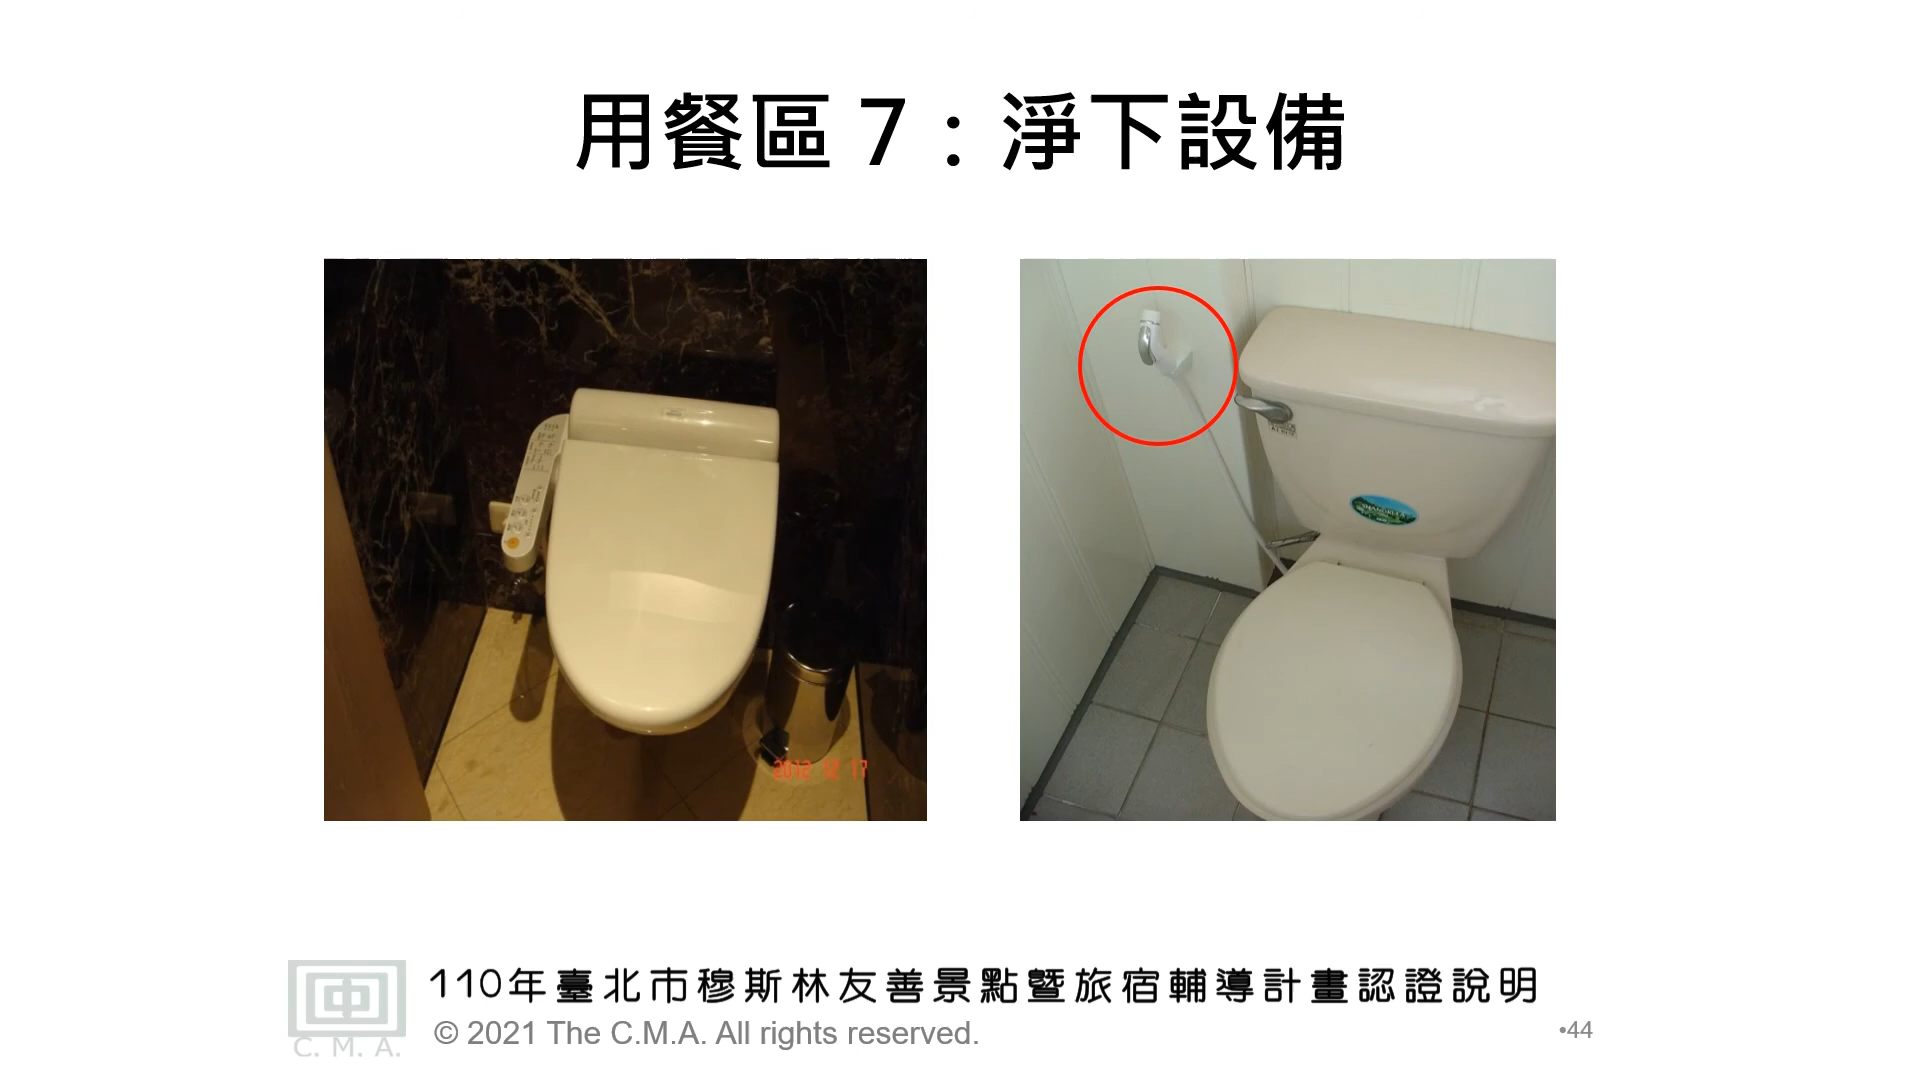 用餐區 7：淨下設備
2012 12 17
110年臺北市穆斯林友善景點暨旅宿輔導計畫認證說明
C. M. A.
© 2021 The C.M.A. All rights reserved.
•44